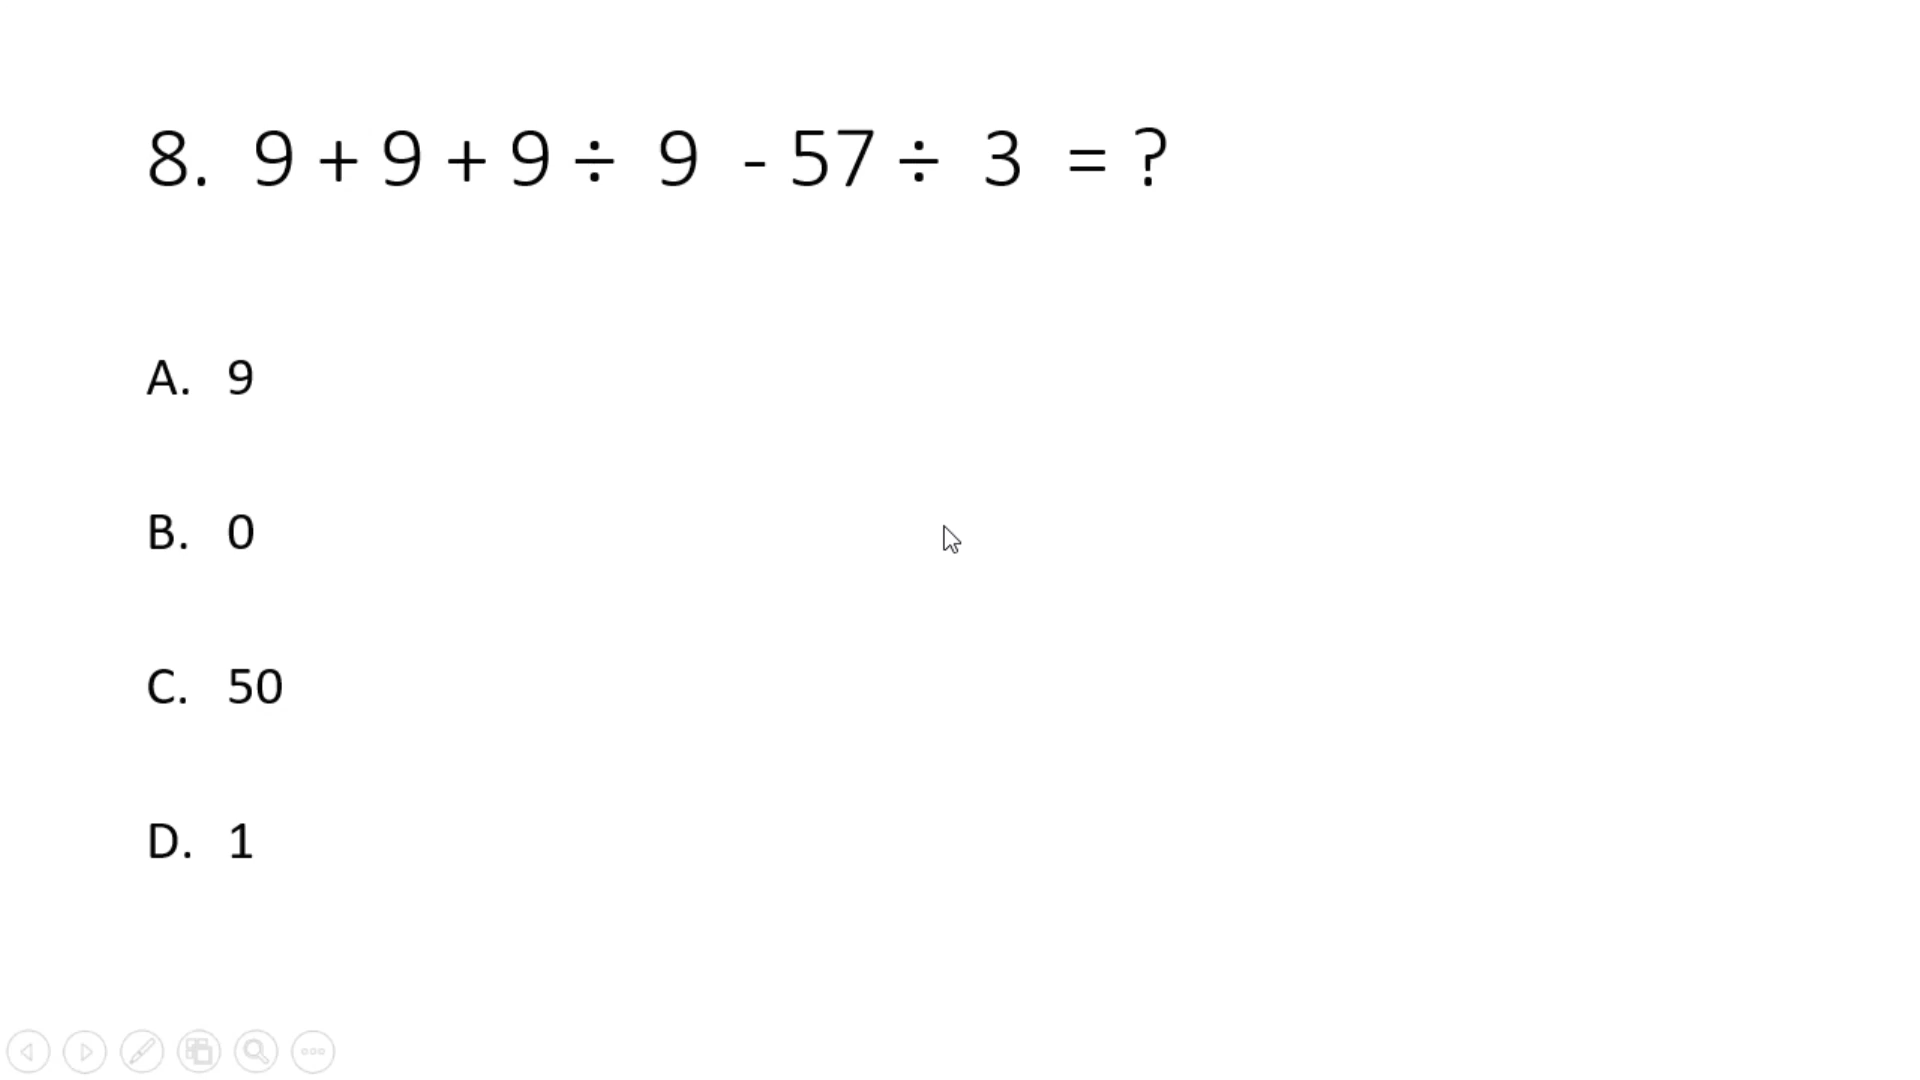 8. 9 + 9 + 9 ÷ 9 - 57 ÷ 3 = ?
A. 9
B. 0
C. 50
D. 1